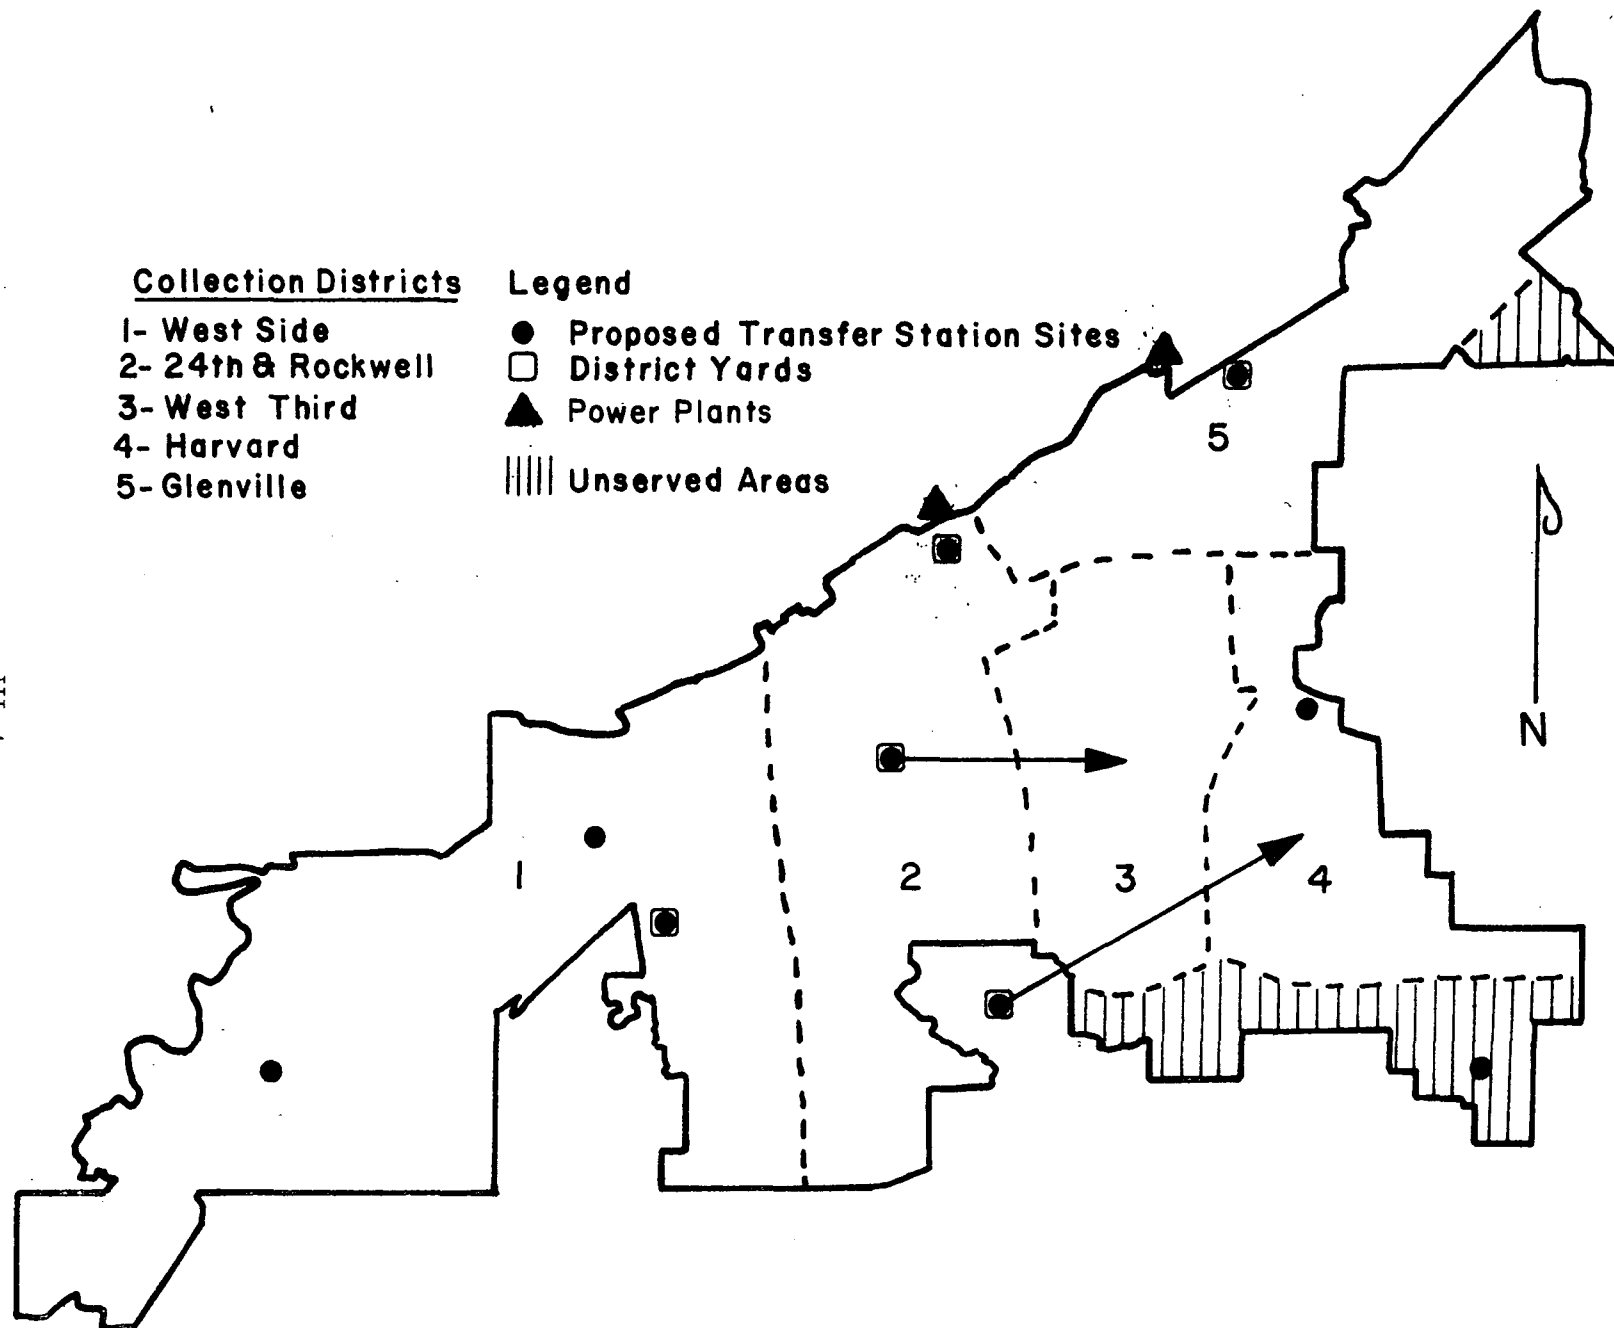 Collection Districts
1- West Side
2- 24th & Rockwell
3- West Third
4- Harvard
5- Glenville
Legend
Proposed Transfer Station Sites
District Yards
Power Plants
Unserved Areas
5
N
1
2
3
4